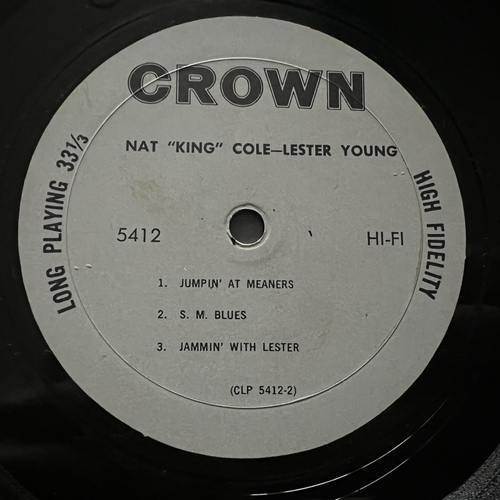 CROWN
NAT "KING" COLE—LESTER YOUNG
LONG PLAYING 33⅓
HIGH FIDELITY
5412
HI-FI
1. JUMPIN' AT MEANERS
2. S. M. BLUES
3. JAMMIN' WITH LESTER
(CLP 5412-2)